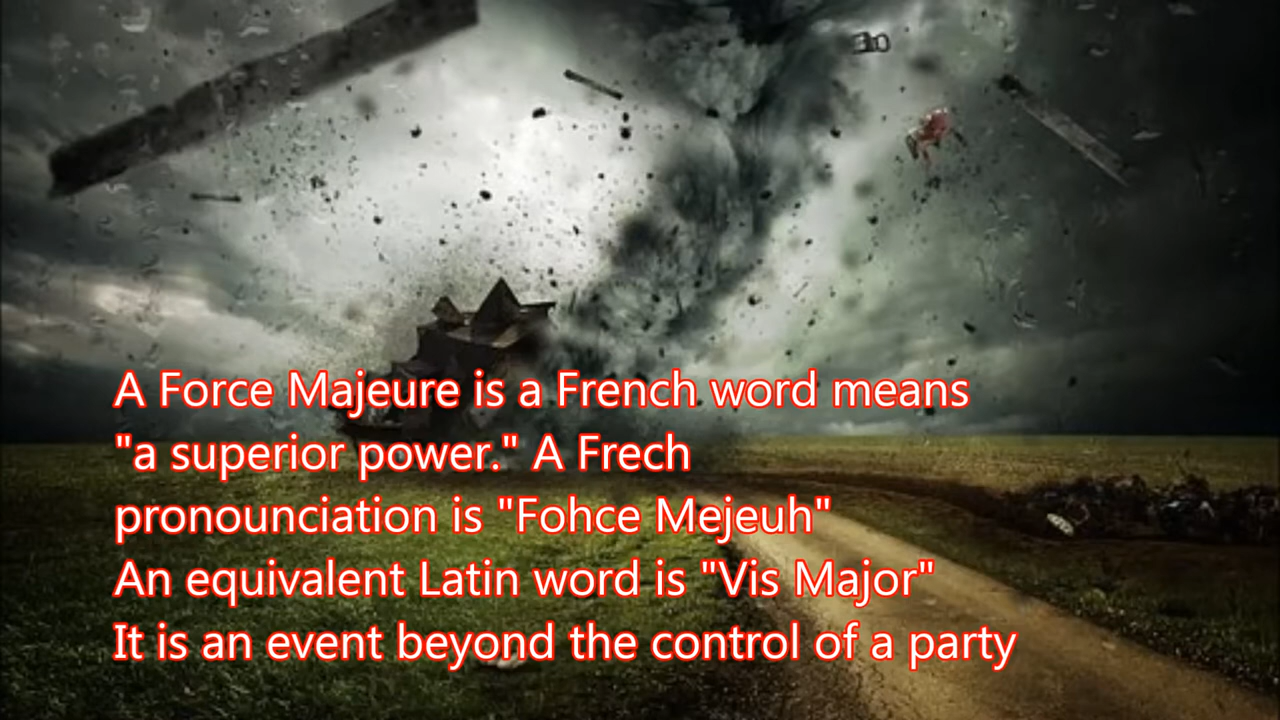 A Force Majeure is a French word means
"a superior power." A Frech
pronounciation is "Fohce Mejeuh"
An equivalent Latin word is "Vis Major"
It is an event beyond the control of a party